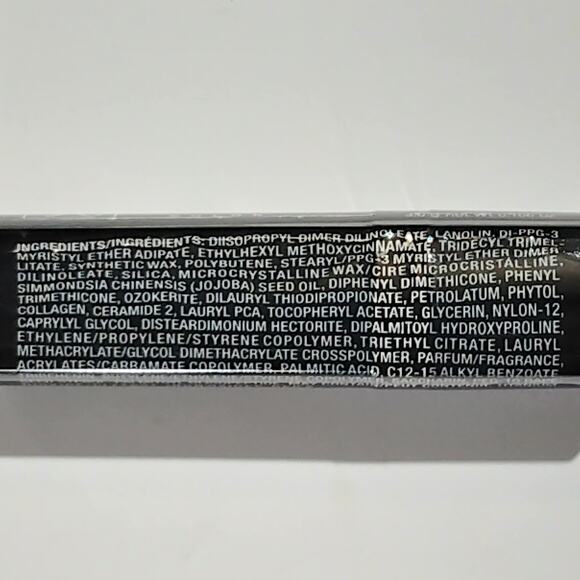 INGREDIENTS/INGRÉDIENTS: DIISOPROPYL DIMER DILINOLEATE, LANOLIN, DI-PPG-3
MYRISTYL ETHER ADIPATE, ETHYLHEXYL METHOXYCINNAMATE, TRIDECYL TRIMEL-
LITATE, SYNTHETIC WAX, POLYBUTENE, STEARYL/PPG-3 MYRISTYL ETHER DIMER
DILINOLEATE, SILICA, MICROCRYSTALLINE WAX/CIRE MICROCRISTALLINE,
SIMMONDSIA CHINENSIS (JOJOBA) SEED OIL, DIPHENYL DIMETHICONE, PHENYL
TRIMETHICONE, OZOKERITE, DILAURYL THIODIPROPIONATE, PETROLATUM, PHYTOL,
COLLAGEN, CERAMIDE 2, LAURYL PCA, TOCOPHERYL ACETATE, GLYCERIN, NYLON-12,
CAPRYLYL GLYCOL, DISTEARDIMONIUM HECTORITE, DIPALMITOYL HYDROXYPROLINE,
ETHYLENE/PROPYLENE/STYRENE COPOLYMER, TRIETHYL CITRATE, LAURYL
METHACRYLATE/GLYCOL DIMETHACRYLATE CROSSPOLYMER, PARFUM/FRAGRANCE,
ACRYLATES/CARBAMATE COPOLYMER, PALMITIC ACID, C12-15 ALKYL BENZOATE